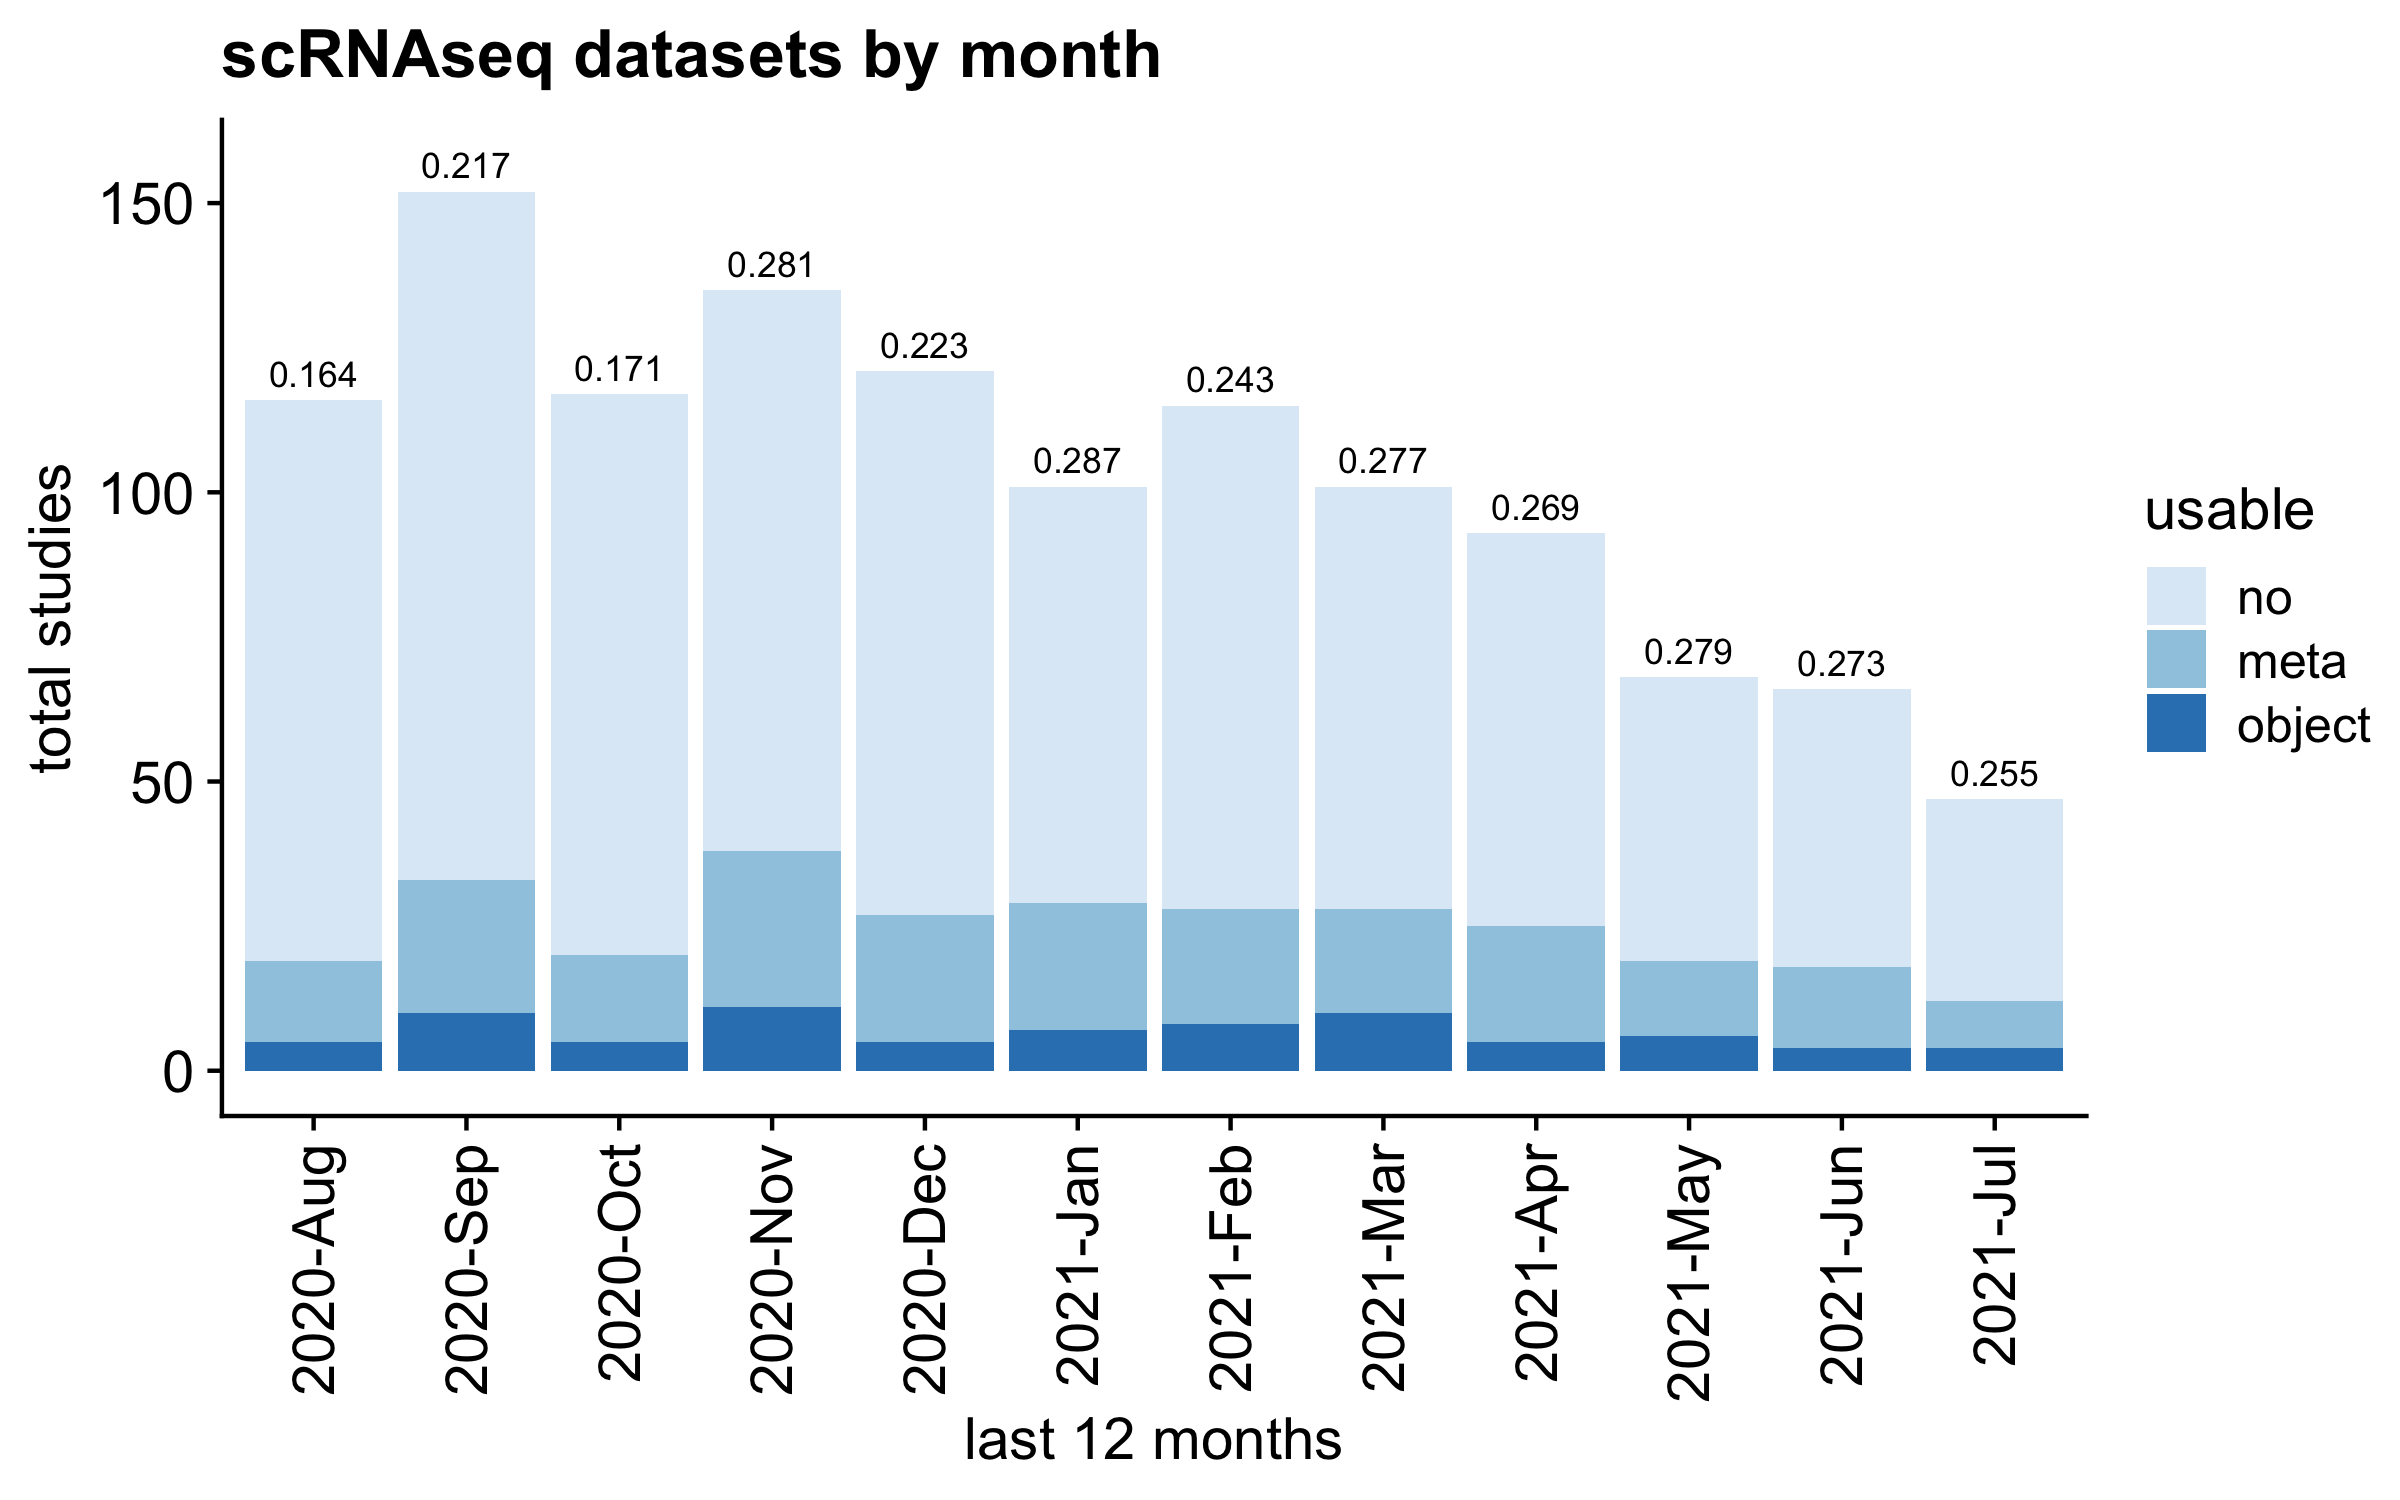 scRNAseq datasets by month
total studies
150
100
50
0
0.164
0.217
0.171
0.281
0.223
0.287
0.243
0.277
0.269
0.279
0.273
0.255
2020-Aug
2020-Sep
2020-Oct
2020-Nov
2020-Dec
2021-Jan
2021-Feb
2021-Mar
2021-Apr
2021-May
2021-Jun
2021-Jul
last 12 months
usable
no
meta
object